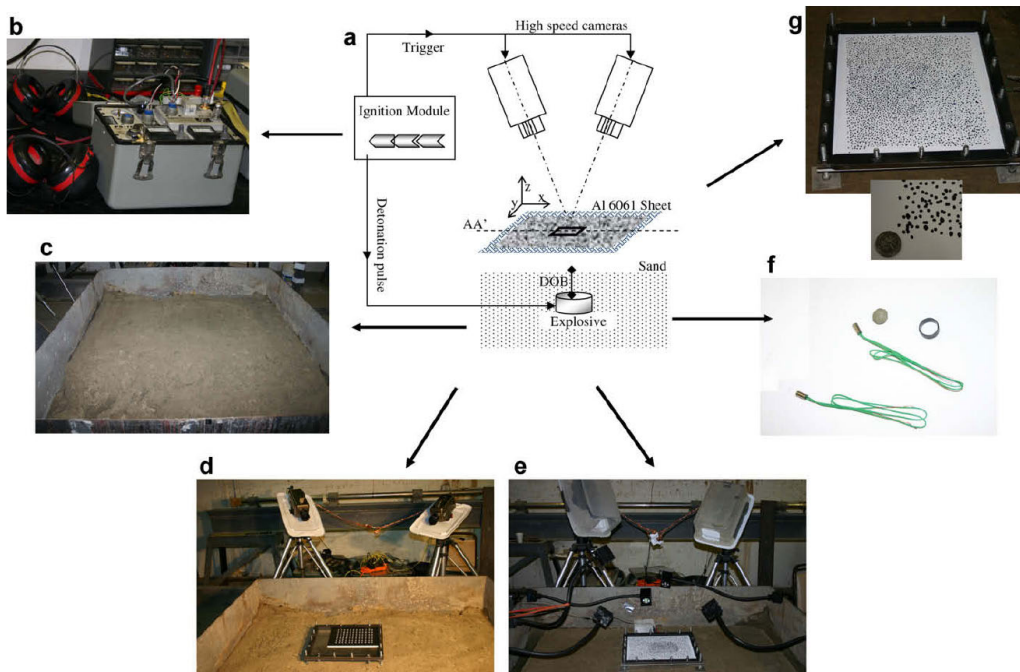 b
a
High speed cameras
g
Trigger
Ignition Module
z
x
y
Al 6061 Sheet
AA'
Detonation pulse
c
Sand
DOB
f
Explosive
d
e